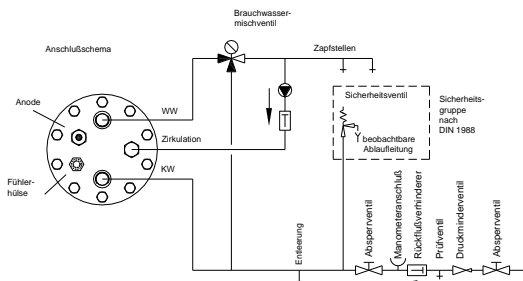 Brauchwasser-
mischventil
Anschlußschema
Zapfstellen
Sicherheitsventil
Sicherheits-
gruppe
nach
DIN 1988
Anode
WW
beobachtbare
Ablaufleitung
Zirkulation
KW
Fühler-
hülse
Entleerung
Absperrventil
Manometeranschluß
Rückflußverhinderer
Prüfventil
Druckminderventil
Absperrventil